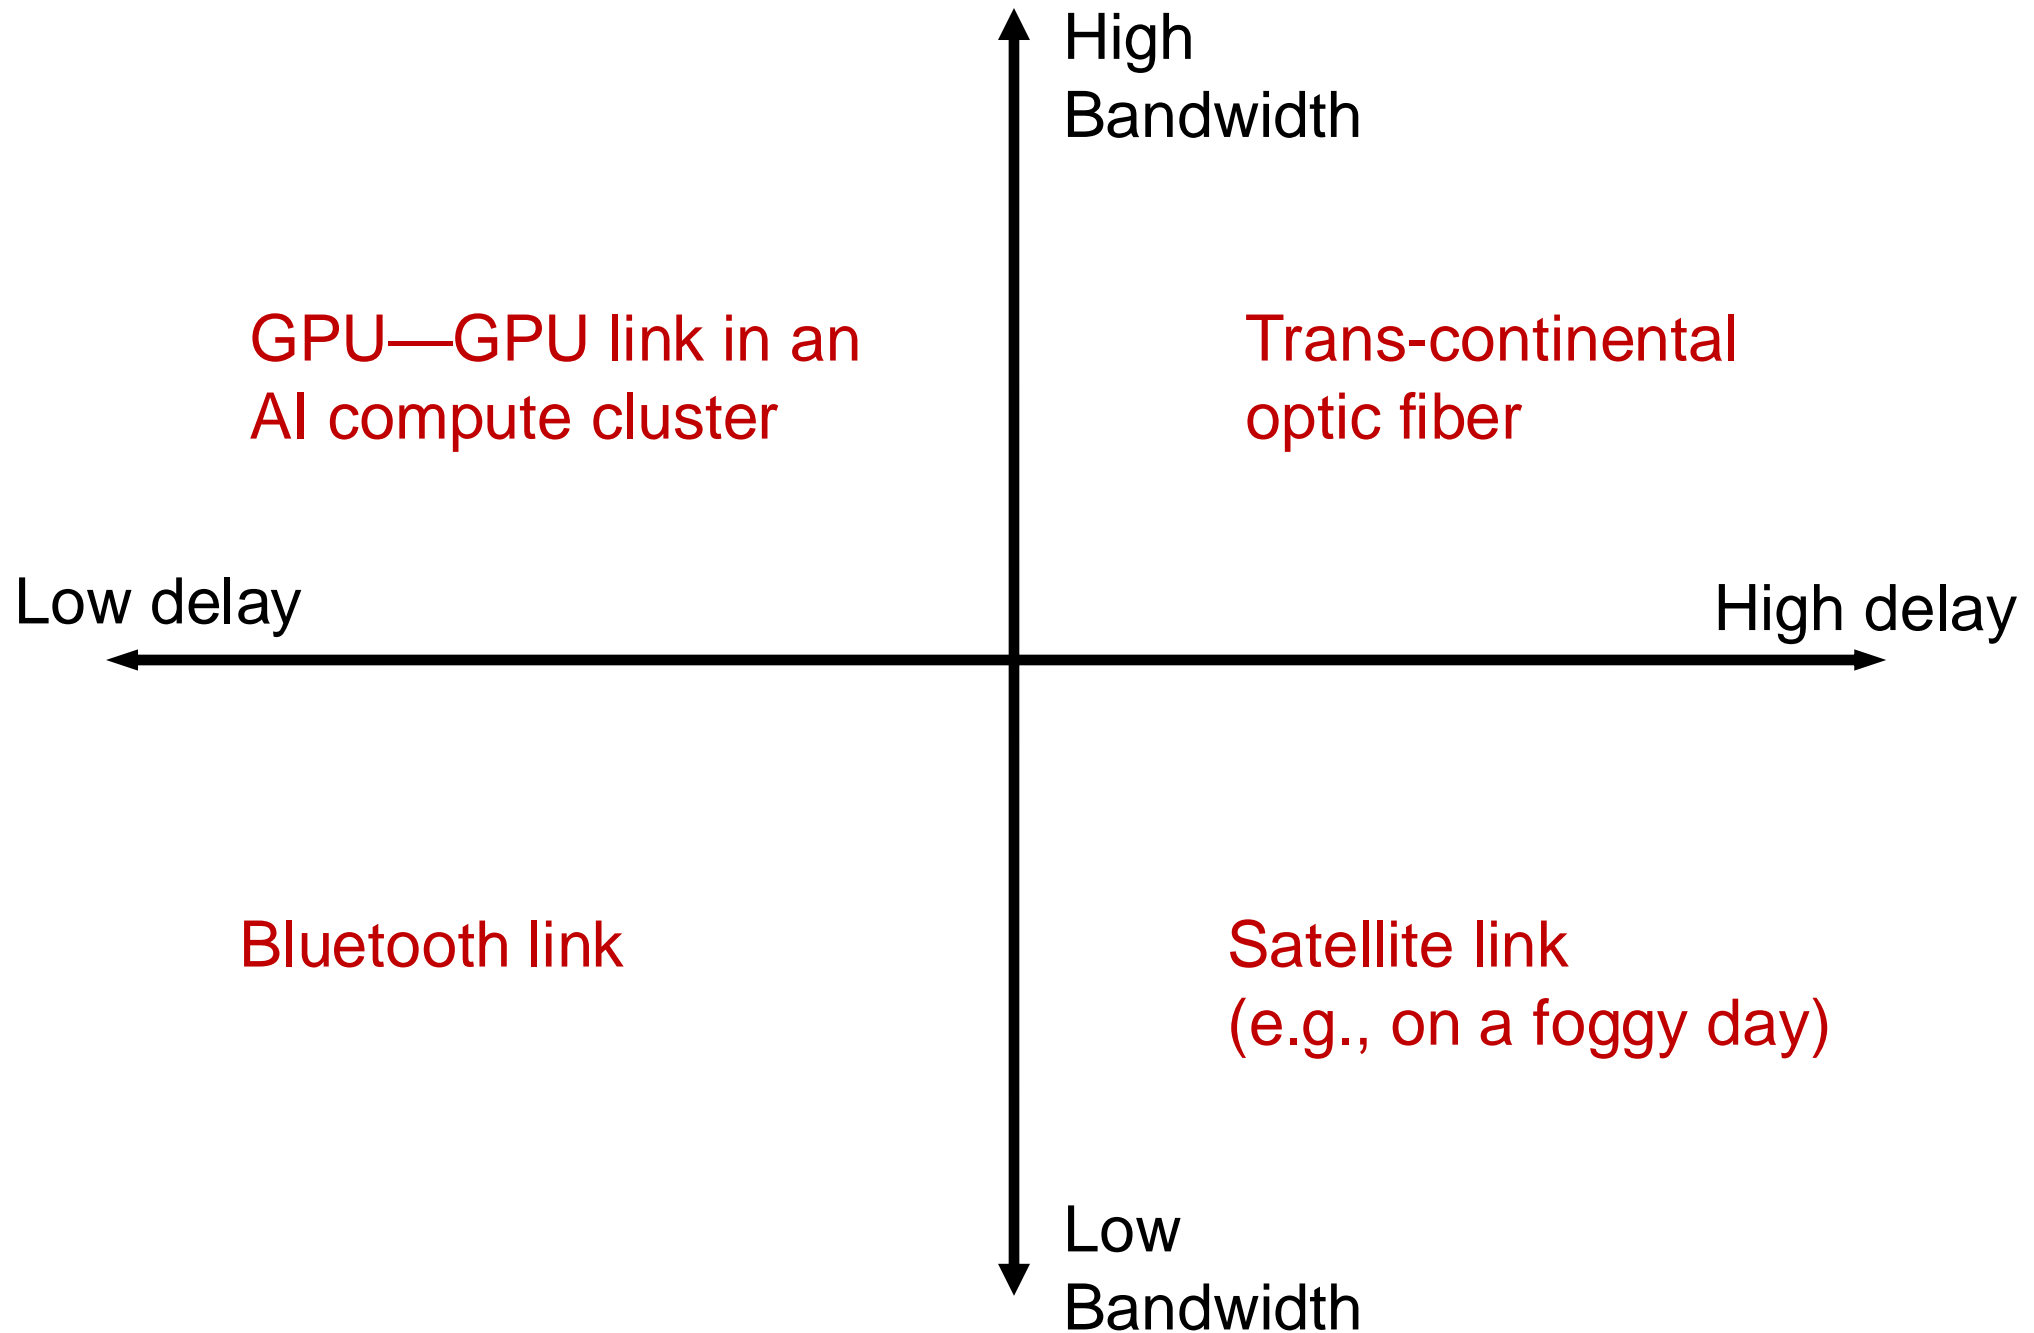 High
Bandwidth
GPU—GPU link in an
AI compute cluster
Trans-continental
optic fiber
Low delay
High delay
Bluetooth link
Satellite link
(e.g., on a foggy day)
Low
Bandwidth